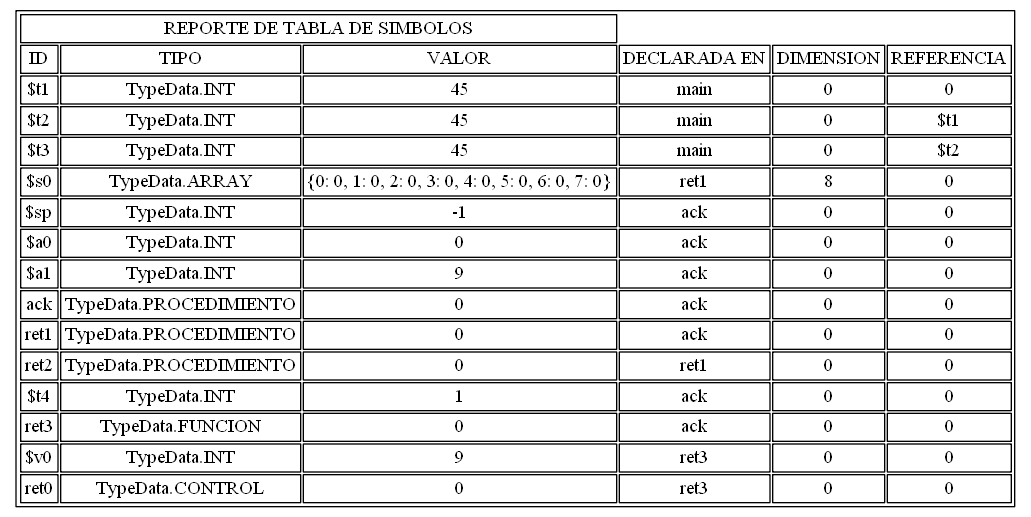 REPORTE DE TABLA DE SIMBOLOS
ID TIPO VALOR DECLARADA EN DIMENSION REFERENCIA
$t1 TypeData.INT 45 main 0 0
$t2 TypeData.INT 45 main 0 $t1
$t3 TypeData.INT 45 main 0 $t2
$s0 TypeData.ARRAY {0: 0, 1: 0, 2: 0, 3: 0, 4: 0, 5: 0, 6: 0, 7: 0} ret1 8 0
$sp TypeData.INT -1 ack 0 0
$a0 TypeData.INT 0 ack 0 0
$a1 TypeData.INT 9 ack 0 0
ack TypeData.PROCEDIMIENTO 0 ack 0 0
ret1 TypeData.PROCEDIMIENTO 0 ack 0 0
ret2 TypeData.PROCEDIMIENTO 0 ret1 0 0
$t4 TypeData.INT 1 ack 0 0
ret3 TypeData.FUNCION 0 ack 0 0
$v0 TypeData.INT 9 ret3 0 0
ret0 TypeData.CONTROL 0 ret3 0 0